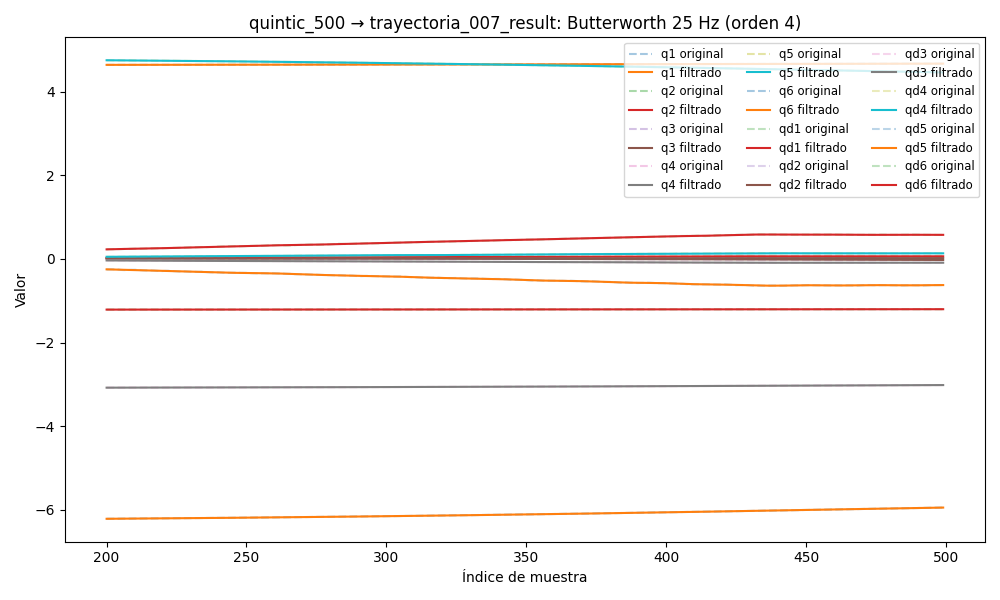 quintic_500 → trayectoria_007_result: Butterworth 25 Hz (orden 4)
q1 original
q1 filtrado
q2 original
q2 filtrado
q3 original
q3 filtrado
q4 original
q4 filtrado
q5 original
q5 filtrado
q6 original
q6 filtrado
qd1 original
qd1 filtrado
qd2 original
qd2 filtrado
qd3 original
qd3 filtrado
qd4 original
qd4 filtrado
qd5 original
qd5 filtrado
qd6 original
qd6 filtrado
Valor
4
2
0
−2
−4
−6
200
250
300
350
400
450
500
Índice de muestra